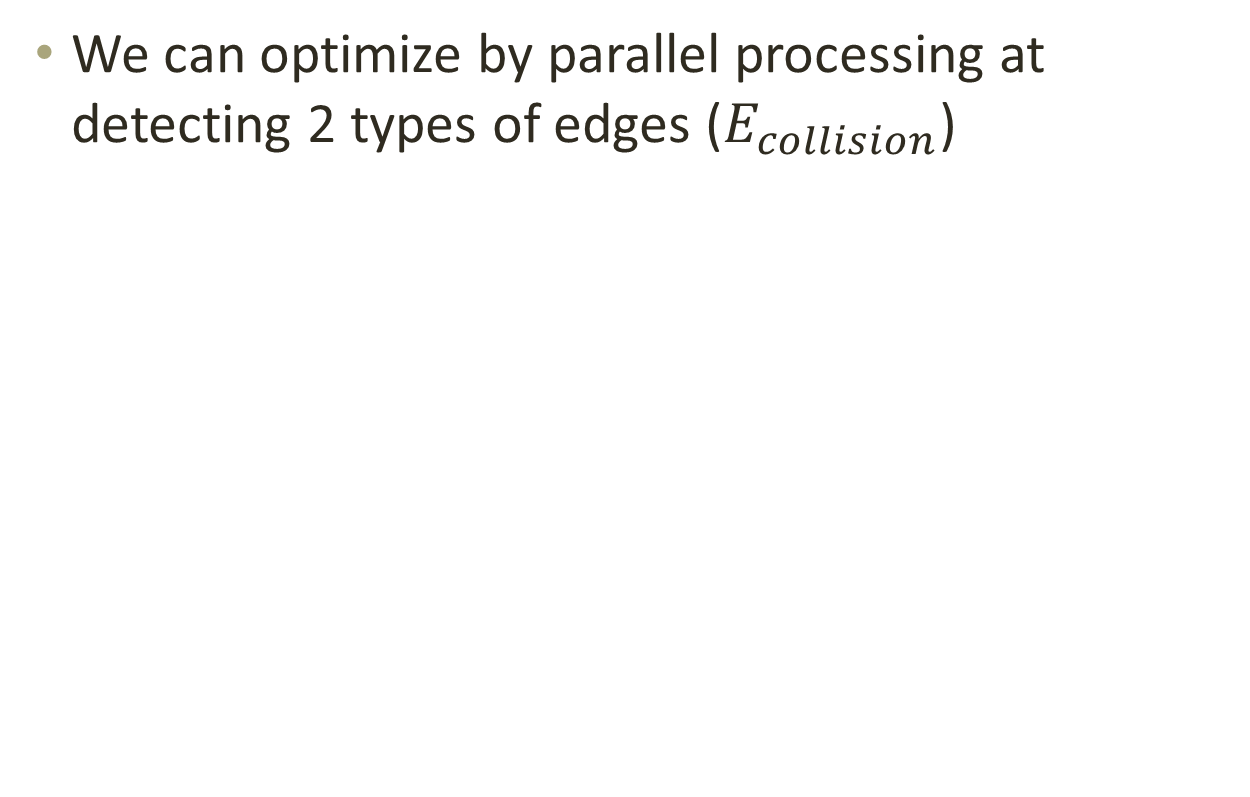 • We can optimize by parallel processing at
detecting 2 types of edges (E_collision)